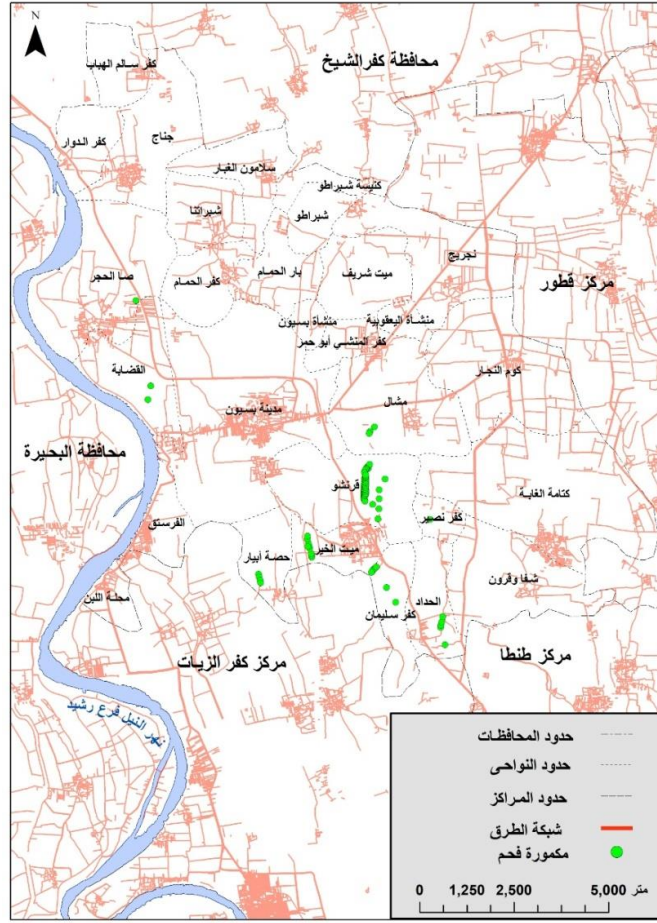 N
محافظة كفرالشيخ
كفر سالم الهباب
جناج
كفر الدوار
سلامون الغبار
كنيسة شبراطو
شبراتنا
شبراطو
نجريج
مركز قطور
بار الحمام
ميت شريف
كفر الحمام
صا الحجر
منشأة بسيون
منشأة اليعقوبية
كفر المنشي أبو حمر
القضابة
كوم النجار
مدينة بسيون
مشال
محافظة البحيرة
قرنشو
كتامة الغابة
كفر نصير
الفرستق
حصة أبيار
ميت الخير
شفا وقرون
محلة اللبن
الحداد
كفر سليمان
مركز كفر الزيات
مركز طنطا
نهر النيل فرع رشيد
حدود المحافظات
حدود النواحى
حدود المراكز
شبكة الطرق
مكمورة فحم
0 1,250 2,500 5,000 متر